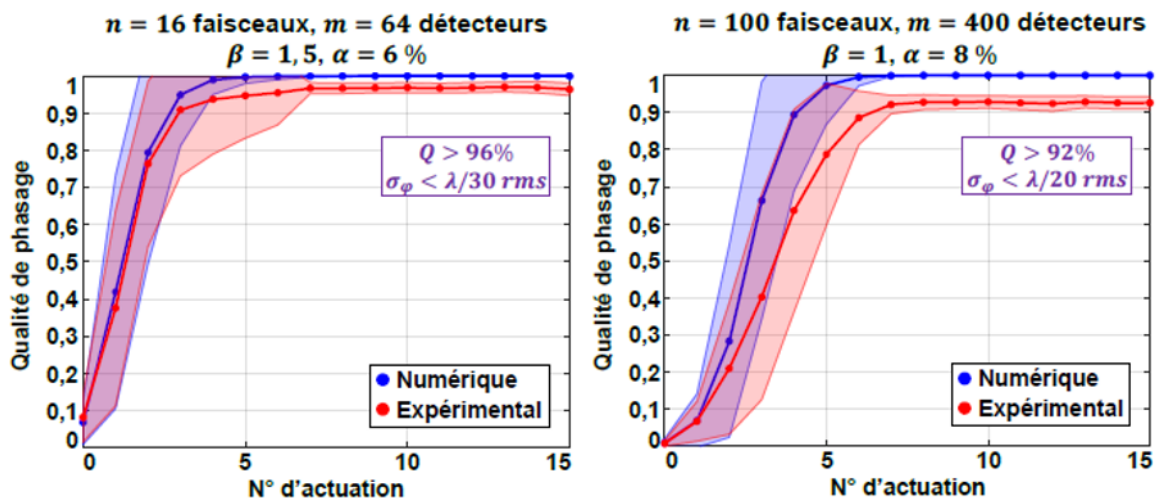 n = 16 faisceaux, m = 64 détecteurs
β = 1,5, α = 6 %
Qualité de phasage
1
0,9
0,8
0,7
0,6
0,5
0,4
0,3
0,2
0,1
0
Q > 96%
σφ < λ/30 rms
Numérique
Expérimental
0
5
10
15
N° d'actuation
n = 100 faisceaux, m = 400 détecteurs
β = 1, α = 8 %
Qualité de phasage
1
0,9
0,8
0,7
0,6
0,5
0,4
0,3
0,2
0,1
0
Q > 92%
σφ < λ/20 rms
Numérique
Expérimental
0
5
10
15
N° d'actuation